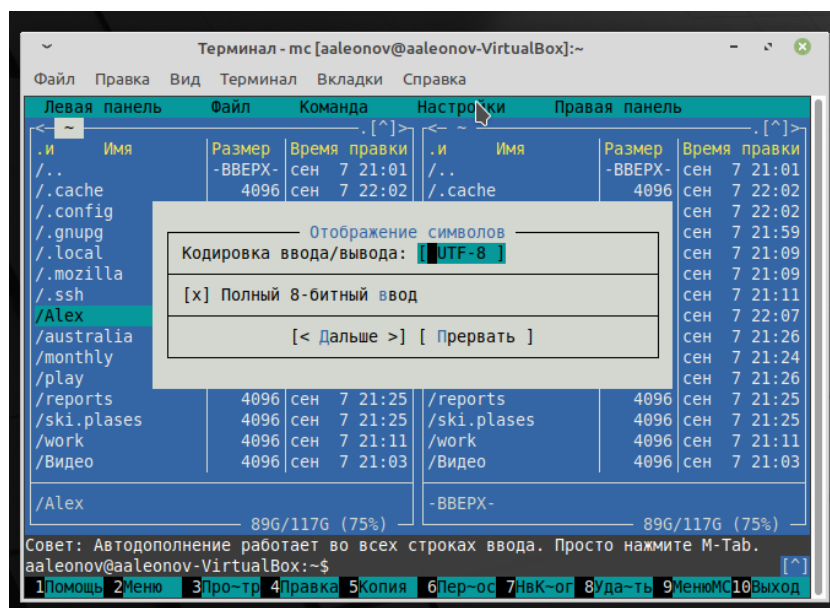 Терминал - mc [aaleonov@aaleonov-VirtualBox]:~
Файл Правка Вид Терминал Вкладки Справка
Левая панель Файл Команда Настройки Правая панель
<— ~ .[^]> <— ~ .[^]>
.и Имя Размер Время правки .и Имя Размер Время правки
/.. -ВВЕРХ- сен 7 21:01 /.. -ВВЕРХ- сен 7 21:01
/.cache 4096 сен 7 22:02 /.cache 4096 сен 7 22:02
/.config сен 7 22:02
/.gnupg Отображение символов сен 7 21:59
/.local Кодировка ввода/вывода: [ UTF-8 ] сен 7 21:09
/.mozilla сен 7 21:09
/.ssh [x] Полный 8-битный ввод сен 7 21:11
/Alex сен 7 22:07
/australia [< Дальше >] [ Прервать ] сен 7 21:26
/monthly сен 7 21:24
/play сен 7 21:26
/reports 4096 сен 7 21:25 /reports 4096 сен 7 21:25
/ski.plases 4096 сен 7 21:25 /ski.plases 4096 сен 7 21:25
/work 4096 сен 7 21:11 /work 4096 сен 7 21:11
/Видео 4096 сен 7 21:03 /Видео 4096 сен 7 21:03
/Alex -ВВЕРХ-
89G/117G (75%) 89G/117G (75%)
Совет: Автодополнение работает во всех строках ввода. Просто нажмите M-Tab.
aaleonov@aaleonov-VirtualBox:~$ [^]
1Помощь 2Меню 3Про~тр 4Правка 5Копия 6Пер~ос 7НвК~ог 8Уда~ть 9МенюМС 10Выход